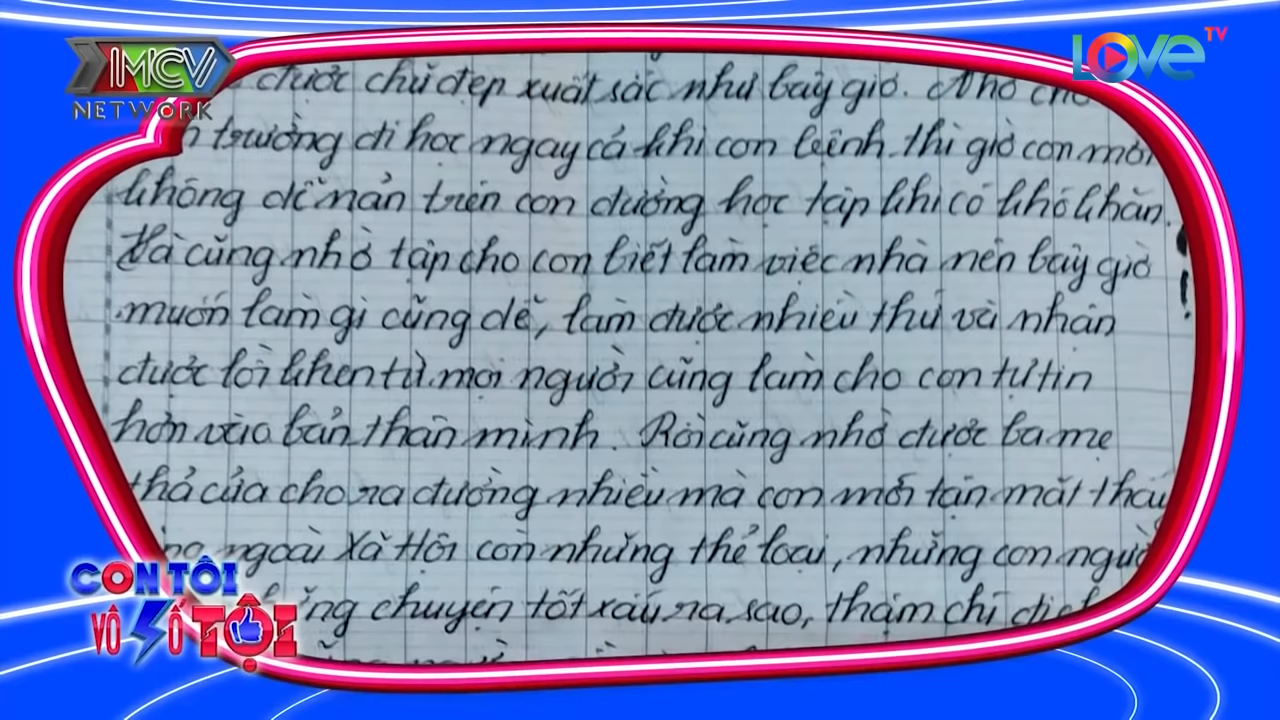 MCV
NETWORK
LOVE TV
được chữ đẹp xuất sắc như bây giờ. Nhờ cho
trường đi học ngay cả khi con bệnh thì giờ con mới
không dễ nản trên con đường học tập khi có khó khăn.
Và cũng nhờ tập cho con biết làm việc nhà nên bây giờ
muốn làm gì cũng dễ, làm được nhiều thứ và nhận
được lời khen từ mọi người cũng làm cho con tự tin
hơn vào bản thân mình. Rồi cũng nhờ được ba mẹ
thả cửa cho ra đường nhiều mà con mới tận mắt thấy
ngoài Xã Hội còn những thể loại, những con người
chuyện tốt xấu ra sao, thậm chí
CON TÔI
VÔ SỐ TỘI